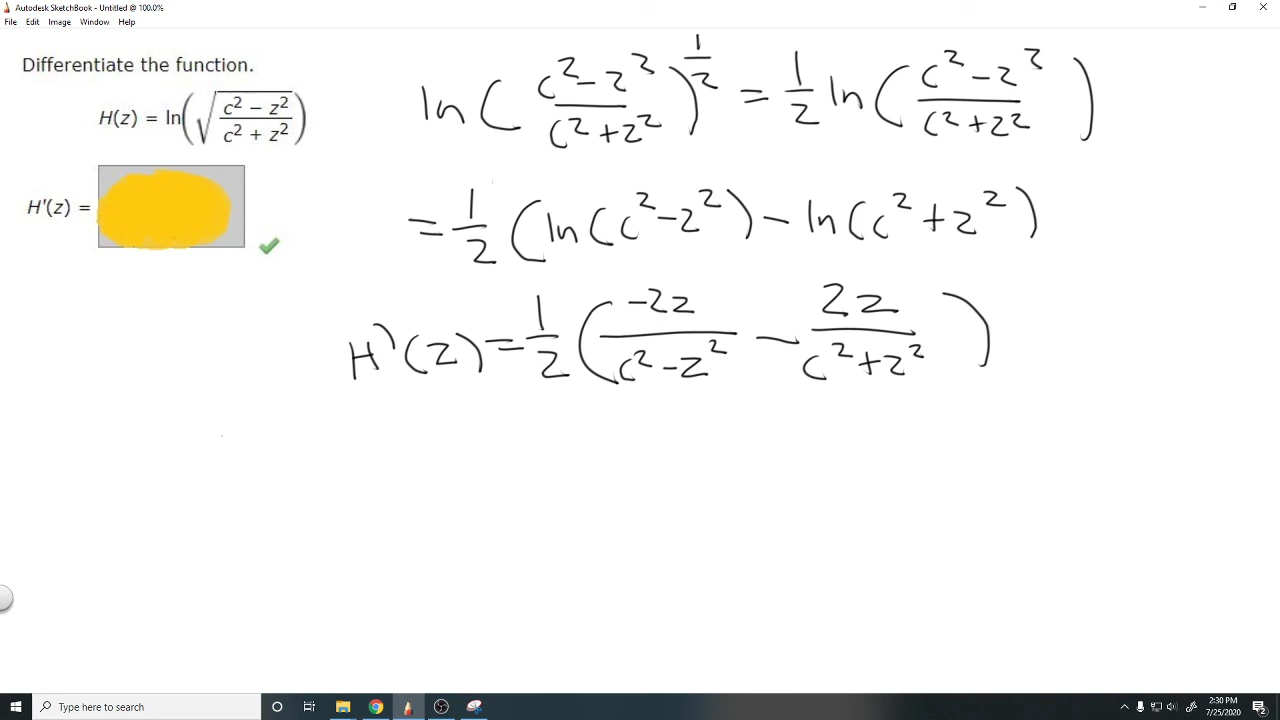 Autodesk SketchBook - Untitled @ 100.0%
File Edit Image Window Help
Differentiate the function.
H(z) = ln(√((c² − z²)/(c² + z²)))
H'(z) =
ln((c²−z²)/(c²+z²))^(1/2) = 1/2 ln((c²−z²)/(c²+z²))
= 1/2 (ln(c²−z²) − ln(c²+z²)
H'(z) = 1/2 (−2z/(c²−z²) − 2z/(c²+z²))
Type here to search
2:30 PM
7/25/2020
2